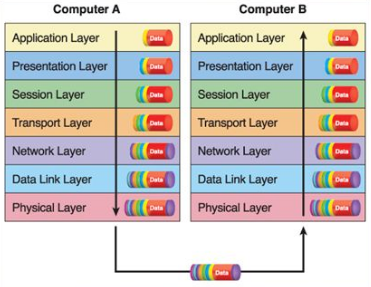 Computer A
Computer B
Application Layer Data
Application Layer Data
Presentation Layer Data
Presentation Layer Data
Session Layer Data
Session Layer Data
Transport Layer Data
Transport Layer Data
Network Layer Data
Network Layer Data
Data Link Layer Data
Data Link Layer Data
Physical Layer Data
Physical Layer Data
Data